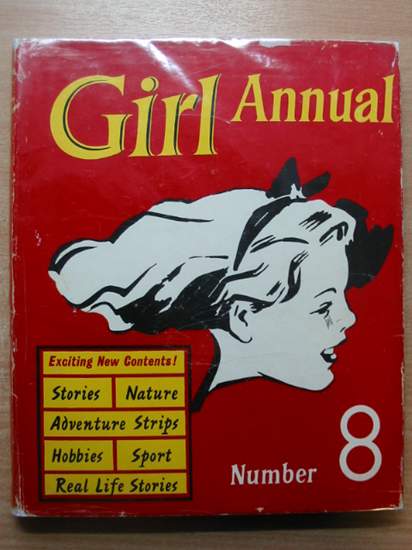 Girl Annual
Exciting New Contents!
Stories Nature
Adventure Strips
Hobbies Sport
Real Life Stories
Number 8